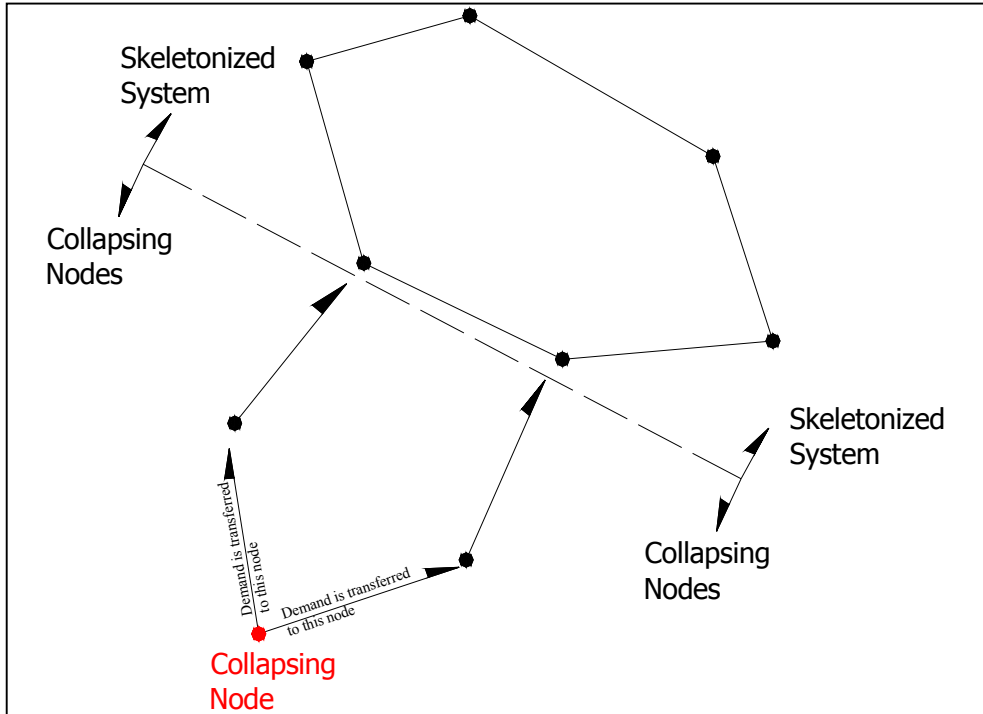 Skeletonized
System
Collapsing
Nodes
Skeletonized
System
Collapsing
Nodes
Demand is transferred
to this node
Demand is transferred
to this node
Collapsing
Node